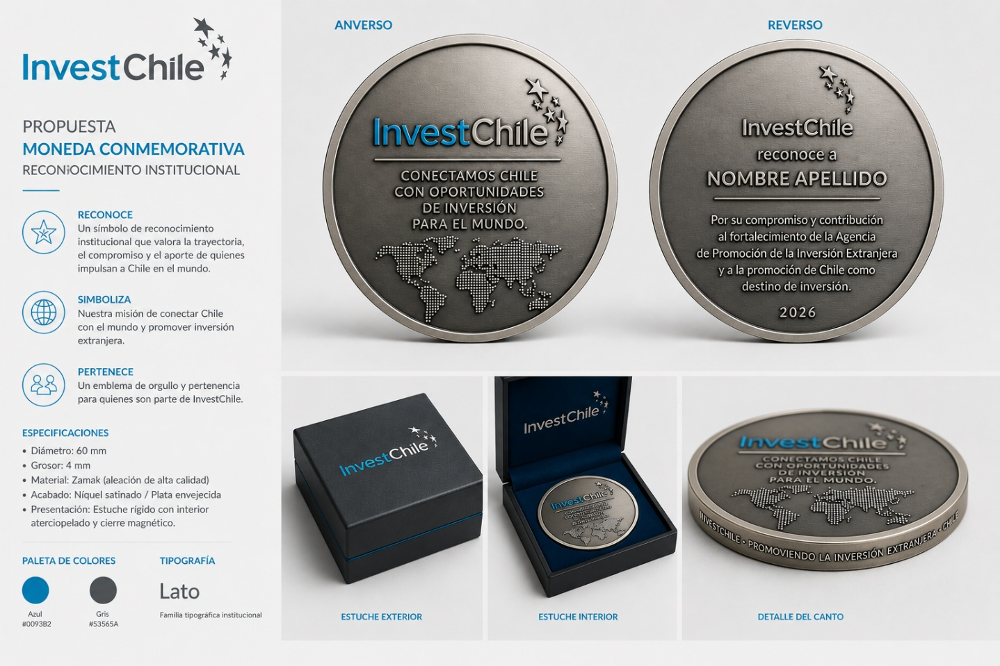 InvestChile
PROPUESTA
MONEDA CONMEMORATIVA
RECONOCIMIENTO INSTITUCIONAL
RECONOCE
Un símbolo de reconocimiento
institucional que valora la trayectoria,
el compromiso y el aporte de quienes
impulsan a Chile en el mundo.
SIMBOLIZA
Nuestra misión de conectar Chile
con el mundo y promover inversión
extranjera.
PERTENECE
Un emblema de orgullo y pertenencia
para quienes son parte de InvestChile.
ESPECIFICACIONES
• Diámetro: 60 mm
• Grosor: 4 mm
• Material: Zamak (aleación de alta calidad)
• Acabado: Níquel satinado / Plata envejecida
• Presentación: Estuche rígido con interior
aterciopelado y cierre magnético.
PALETA DE COLORES
Azul
#0093B2
Gris
#53565A
TIPOGRAFÍA
Lato
Familia tipográfica institucional
ANVERSO
InvestChile
CONECTAMOS CHILE
CON OPORTUNIDADES
DE INVERSIÓN
PARA EL MUNDO.
REVERSO
InvestChile
reconoce a
NOMBRE APELLIDO
Por su compromiso y contribución
al fortalecimiento de la Agencia
de Promoción de la Inversión Extranjera
y a la promoción de Chile como
destino de inversión.
2026
InvestChile
ESTUCHE EXTERIOR
InvestChile
InvestChile
ESTUCHE INTERIOR
InvestChile
CONECTAMOS CHILE
CON OPORTUNIDADES
DE INVERSIÓN
PARA EL MUNDO.
INVESTCHILE • PROMOVIENDO LA INVERSIÓN EXTRANJERA • CHILE
DETALLE DEL CANTO